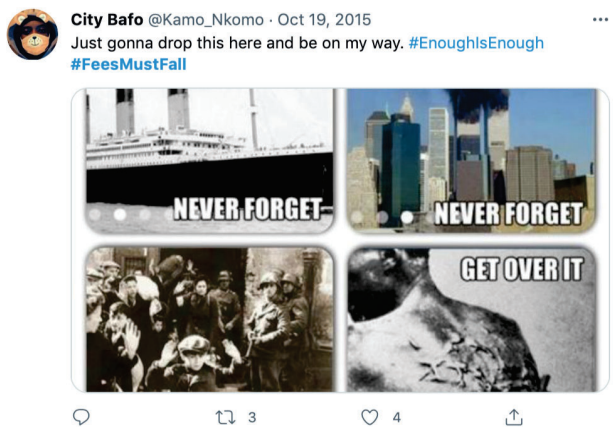 City Bafo @Kamo_Nkomo · Oct 19, 2015
Just gonna drop this here and be on my way. #EnoughIsEnough
#FeesMustFall
NEVER FORGET
NEVER FORGET
GET OVER IT
3
4